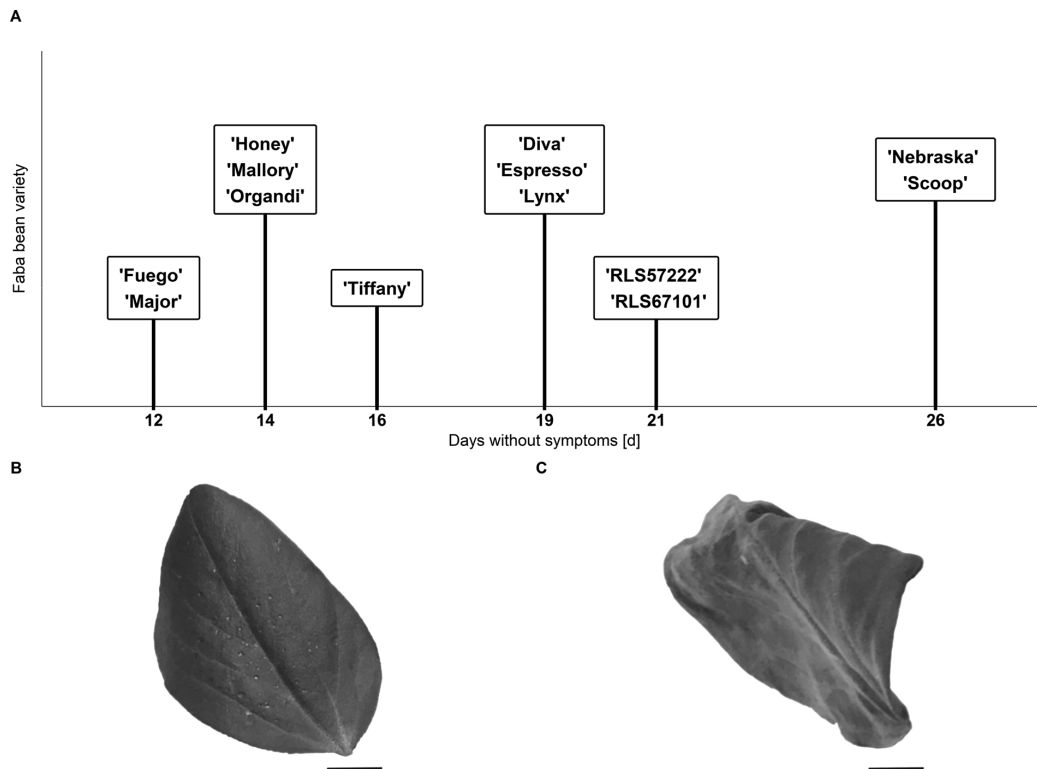 A
Faba bean variety
'Fuego'
'Major'
'Honey'
'Mallory'
'Organdi'
'Tiffany'
'Diva'
'Espresso'
'Lynx'
'RLS57222'
'RLS67101'
'Nebraska'
'Scoop'
12 14 16 19 21 26
Days without symptoms [d]
B
C